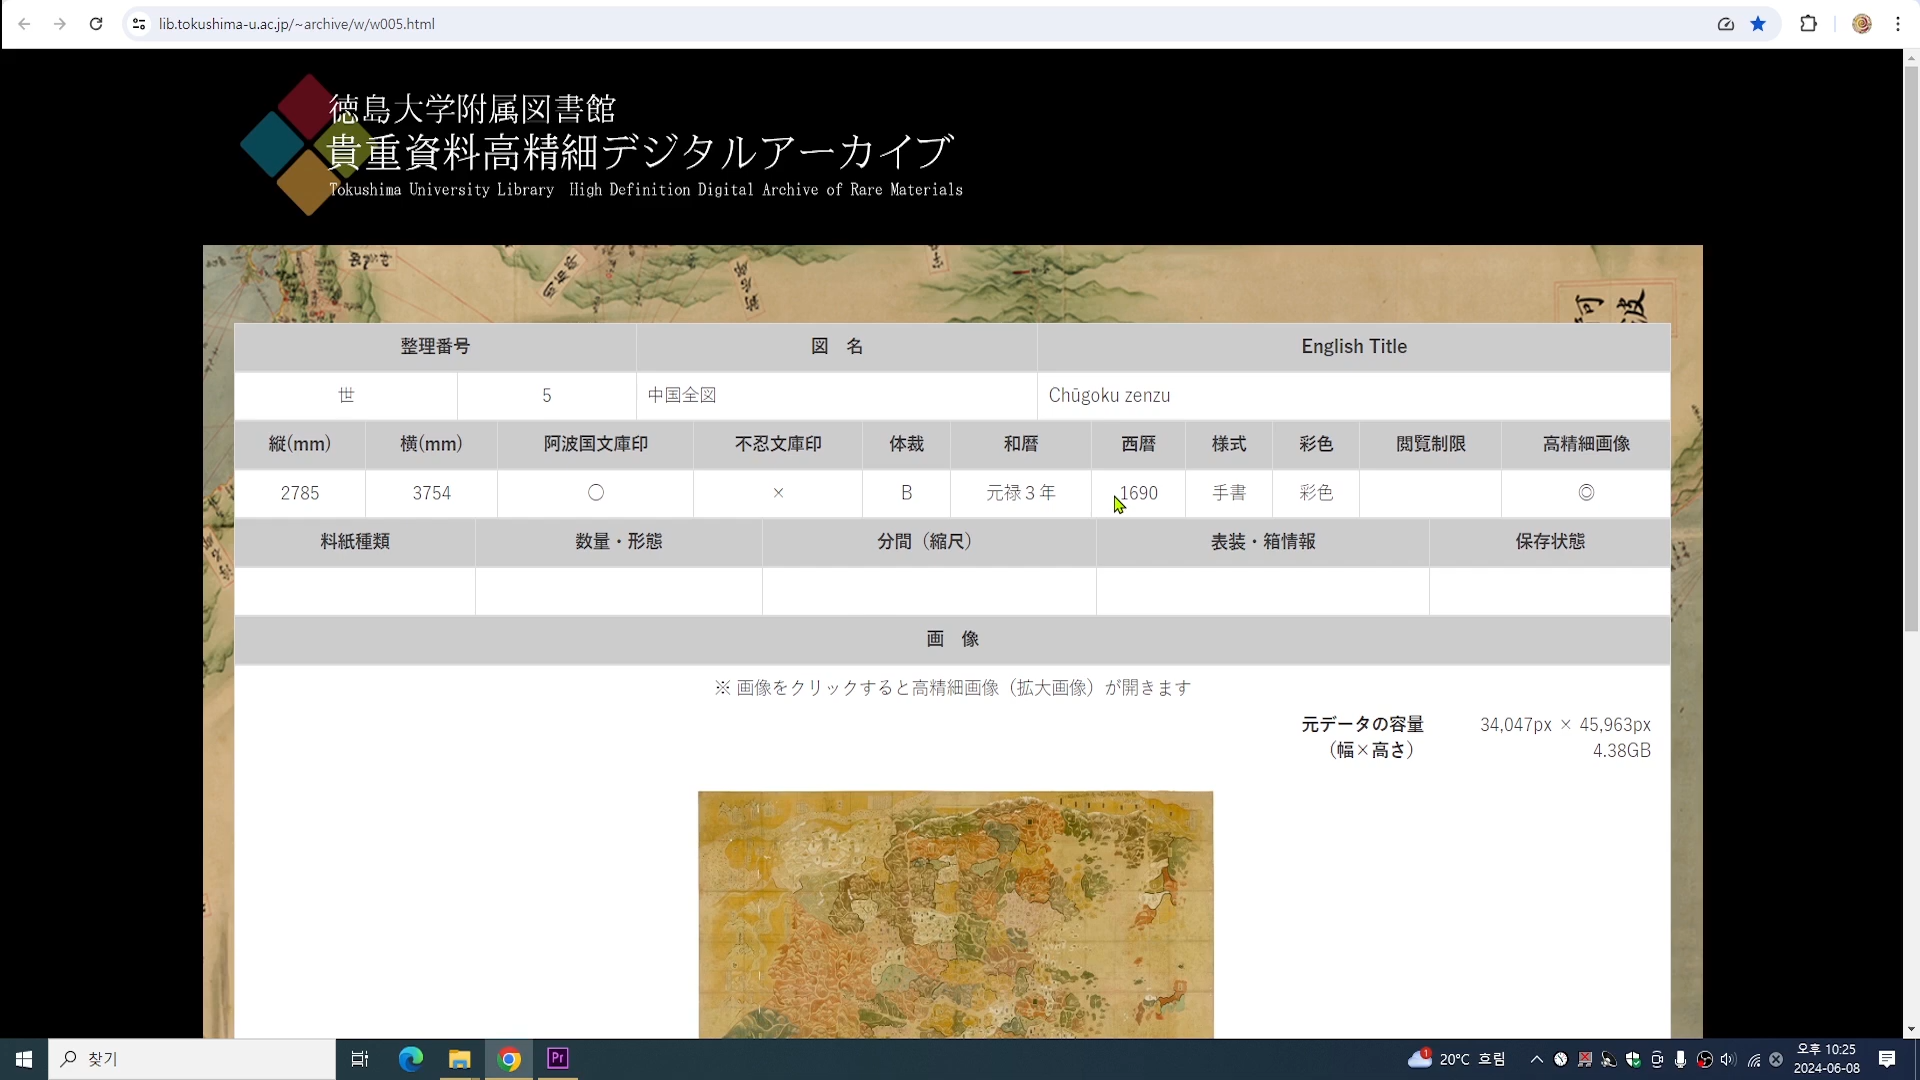 lib.tokushima-u.ac.jp/~archive/w/w005.html
徳島大学附属図書館
貴重資料高精細デジタルアーカイブ
Tokushima University Library High Definition Digital Archive of Rare Materials
阿波
整理番号 図 名 English Title
世 5 中国全図 Chūgoku zenzu
縦(mm) 横(mm) 阿波国文庫印 不忍文庫印 体裁 和暦 西暦 様式 彩色 閲覧制限 高精細画像
2785 3754 〇 × B 元禄3年 1690 手書 彩色 ◎
料紙種類 数量・形態 分間（縮尺） 表装・箱情報 保存状態
画 像
※ 画像をクリックすると高精細画像（拡大画像）が開きます
元データの容量 34,047px × 45,963px
（幅×高さ） 4.38GB
찾기
Pr
1
20°C 흐림
오후 10:25
2024-06-08